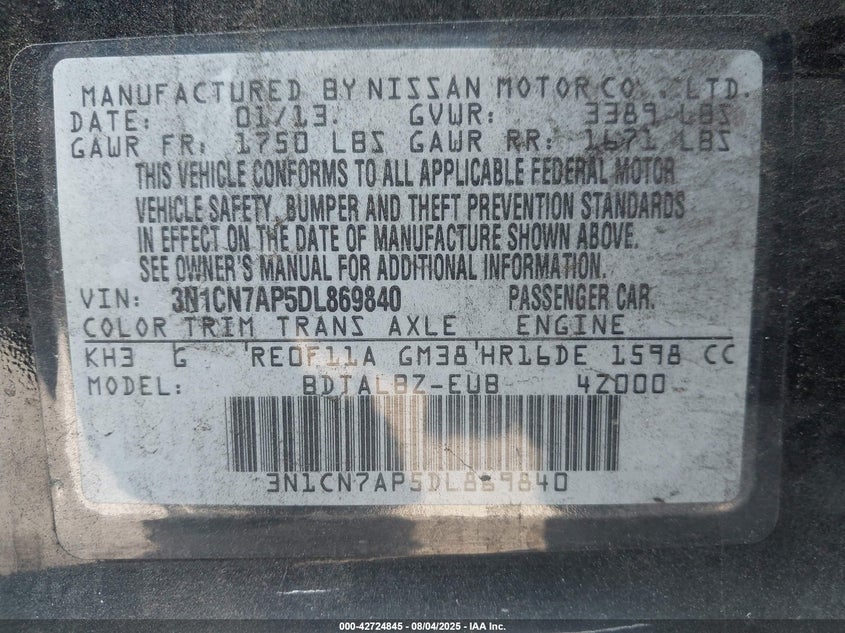 MANUFACTURED BY NISSAN MOTOR CO., LTD.
DATE: 01/13. GVWR: 3389 LBS
GAWR FR: 1750 LBS GAWR RR: 1671 LBS
THIS VEHICLE CONFORMS TO ALL APPLICABLE FEDERAL MOTOR
VEHICLE SAFETY, BUMPER AND THEFT PREVENTION STANDARDS
IN EFFECT ON THE DATE OF MANUFACTURE SHOWN ABOVE.
SEE OWNER'S MANUAL FOR ADDITIONAL INFORMATION.
VIN: 3N1CN7AP5DL869840 PASSENGER CAR.
COLOR TRIM TRANS AXLE ENGINE
KH3 G RE0F11A GM38 HR16DE 1598 CC
MODEL: BDTALBZ-EUB 4Z000
3N1CN7AP5DL869840
000-42724845 - 08/04/2025 - IAA Inc.